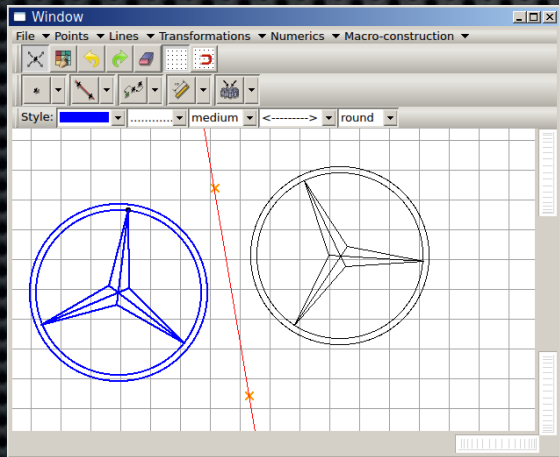 Window
File Points Lines Transformations Numerics Macro-construction
Style: medium <---------> round